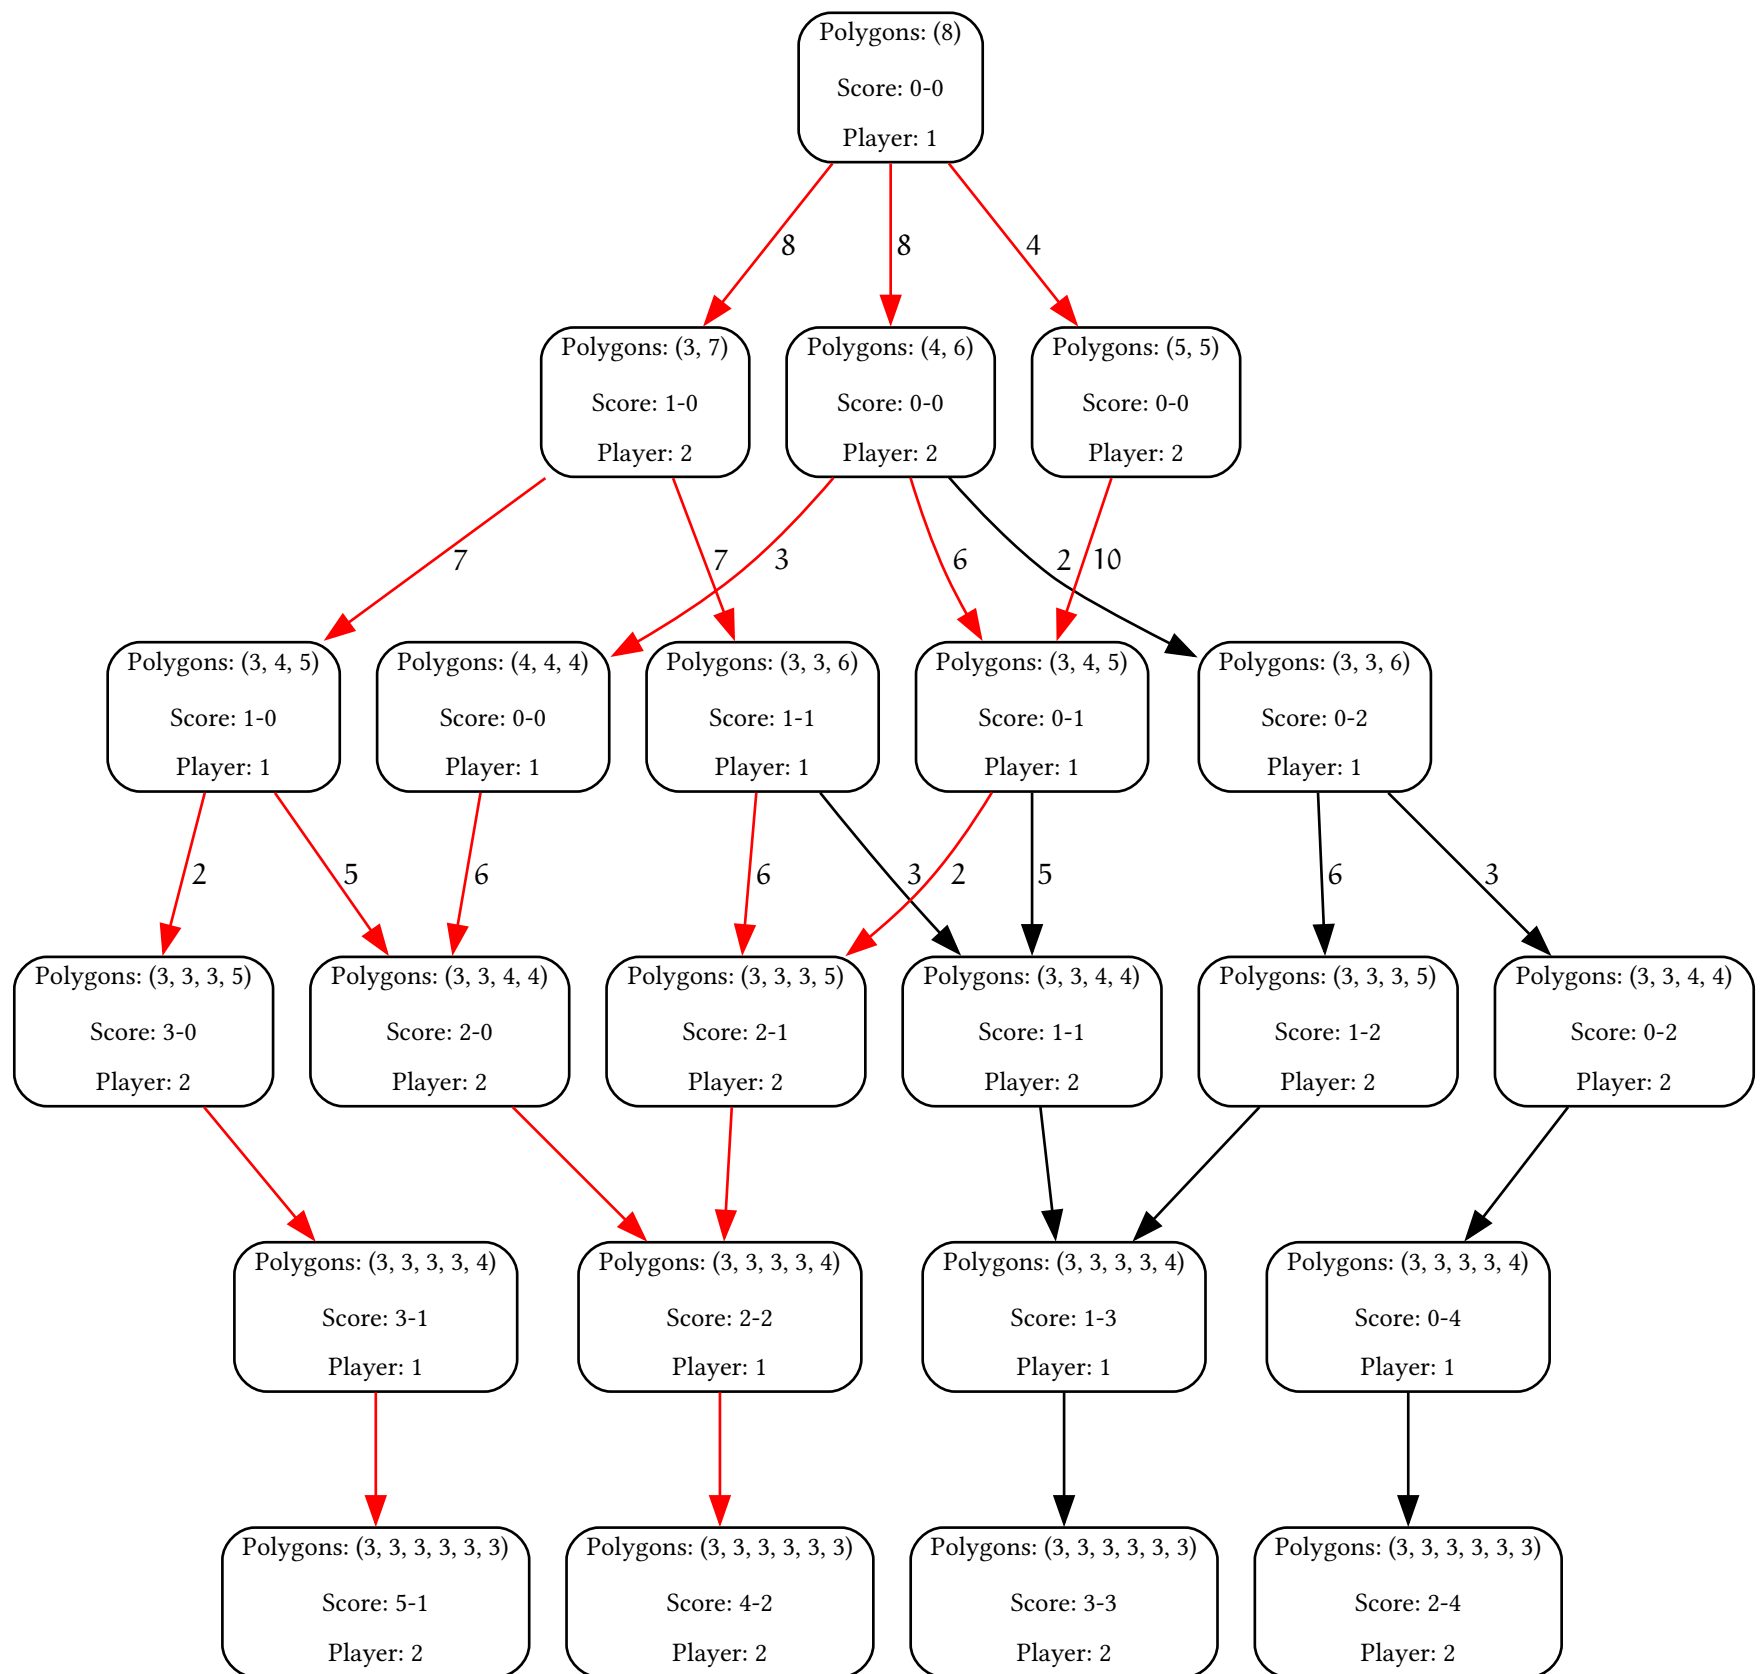 Polygons: (8)
Score: 0-0
Player: 1
8
8
4
Polygons: (3, 7)
Score: 1-0
Player: 2
Polygons: (4, 6)
Score: 0-0
Player: 2
Polygons: (5, 5)
Score: 0-0
Player: 2
7
7
3
6
2
10
Polygons: (3, 4, 5)
Score: 1-0
Player: 1
Polygons: (4, 4, 4)
Score: 0-0
Player: 1
Polygons: (3, 3, 6)
Score: 1-1
Player: 1
Polygons: (3, 4, 5)
Score: 0-1
Player: 1
Polygons: (3, 3, 6)
Score: 0-2
Player: 1
2
5
6
6
3
2
5
6
3
Polygons: (3, 3, 3, 5)
Score: 3-0
Player: 2
Polygons: (3, 3, 4, 4)
Score: 2-0
Player: 2
Polygons: (3, 3, 3, 5)
Score: 2-1
Player: 2
Polygons: (3, 3, 4, 4)
Score: 1-1
Player: 2
Polygons: (3, 3, 3, 5)
Score: 1-2
Player: 2
Polygons: (3, 3, 4, 4)
Score: 0-2
Player: 2
Polygons: (3, 3, 3, 3, 4)
Score: 3-1
Player: 1
Polygons: (3, 3, 3, 3, 4)
Score: 2-2
Player: 1
Polygons: (3, 3, 3, 3, 4)
Score: 1-3
Player: 1
Polygons: (3, 3, 3, 3, 4)
Score: 0-4
Player: 1
Polygons: (3, 3, 3, 3, 3, 3)
Score: 5-1
Player: 2
Polygons: (3, 3, 3, 3, 3, 3)
Score: 4-2
Player: 2
Polygons: (3, 3, 3, 3, 3, 3)
Score: 3-3
Player: 2
Polygons: (3, 3, 3, 3, 3, 3)
Score: 2-4
Player: 2